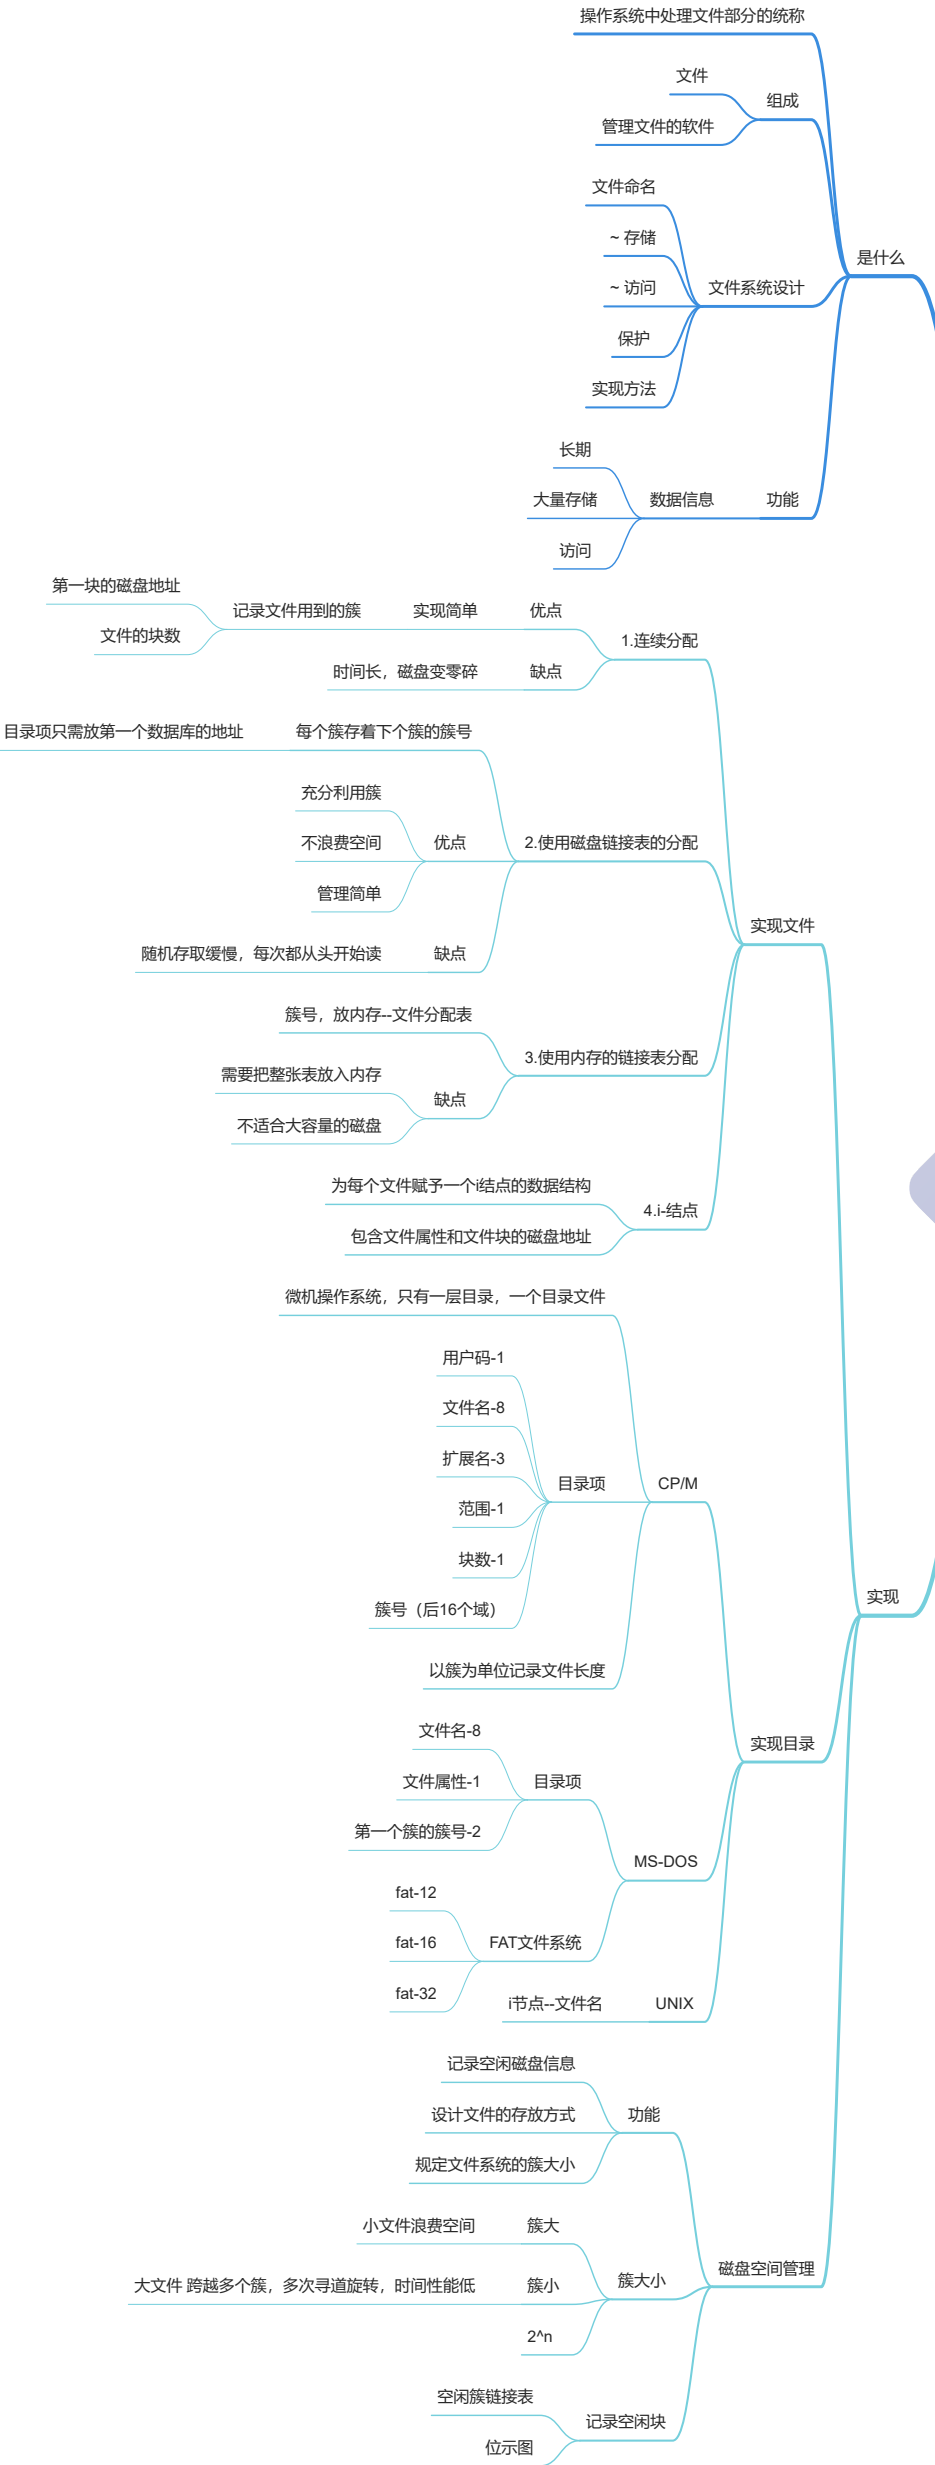 操作系统中处理文件部分的统称
文件
组成
管理文件的软件
文件命名
~ 存储
是什么
~ 访问
文件系统设计
保护
实现方法
长期
大量存储
数据信息
功能
访问
第一块的磁盘地址
记录文件用到的簇
实现简单
优点
文件的块数
1.连续分配
时间长，磁盘变零碎
缺点
目录项只需放第一个数据库的地址
每个簇存着下个簇的簇号
充分利用簇
不浪费空间
优点
2.使用磁盘链接表的分配
管理简单
实现文件
随机存取缓慢，每次都从头开始读
缺点
簇号，放内存--文件分配表
3.使用内存的链接表分配
需要把整张表放入内存
缺点
不适合大容量的磁盘
为每个文件赋予一个i结点的数据结构
4.i-结点
包含文件属性和文件块的磁盘地址
微机操作系统，只有一层目录，一个目录文件
用户码-1
文件名-8
扩展名-3
目录项
CP/M
范围-1
块数-1
实现
簇号（后16个域）
以簇为单位记录文件长度
文件名-8
实现目录
文件属性-1
目录项
第一个簇的簇号-2
MS-DOS
fat-12
fat-16
FAT文件系统
fat-32
i节点--文件名
UNIX
记录空闲磁盘信息
设计文件的存放方式
功能
规定文件系统的簇大小
小文件浪费空间
簇大
磁盘空间管理
大文件 跨越多个簇，多次寻道旋转，时间性能低
簇小
簇大小
2^n
空闲簇链接表
记录空闲块
位示图